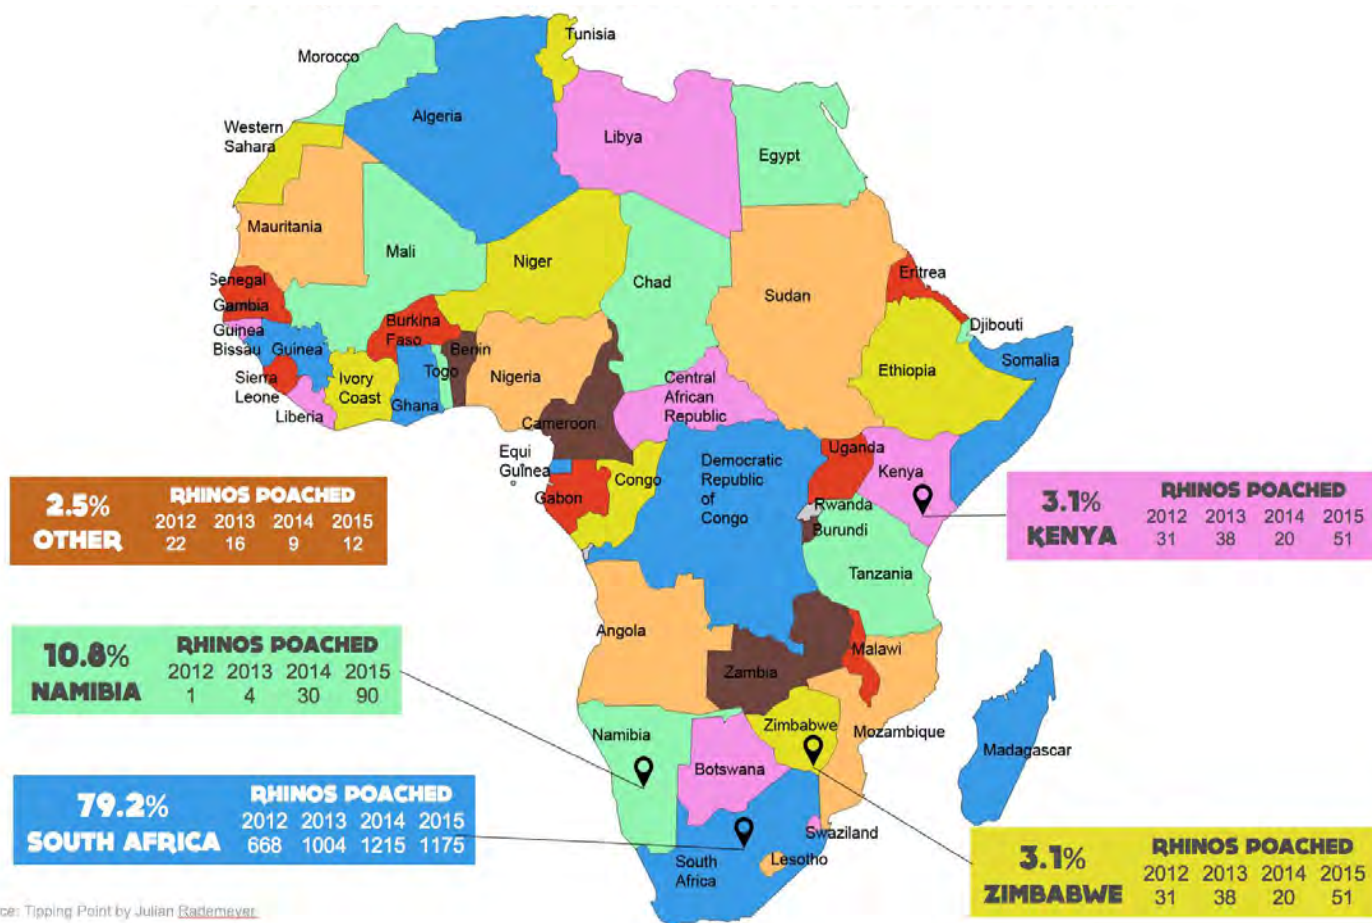 Tunisia
Morocco
Algeria
Libya
Egypt
Western
Sahara
Mauritania
Mali
Niger
Chad
Sudan
Eritrea
Senegal
Gambia
Djibouti
Guinea
Bissau
Guinea
Burkina
Faso
Benin
Togo
Nigeria
Somalia
Ethiopia
Sierra
Leone
Ivory
Coast
Ghana
Liberia
Central
African
Republic
Cameroon
Equi
Guinea
Gabon
Congo
Democratic
Republic
of
Congo
Uganda
Kenya
Rwanda
Burundi
Tanzania
2.5%
OTHER
RHINOS POACHED
2012 2013 2014 2015
22 16 9 12
3.1%
KENYA
RHINOS POACHED
2012 2013 2014 2015
31 38 20 51
Angola
Zambia
Malawi
10.8%
NAMIBIA
RHINOS POACHED
2012 2013 2014 2015
1 4 30 90
Namibia
Botswana
Zimbabwe
Mozambique
Madagascar
79.2%
SOUTH AFRICA
RHINOS POACHED
2012 2013 2014 2015
668 1004 1215 1175
South
Africa
Lesotho
Swaziland
3.1%
ZIMBABWE
RHINOS POACHED
2012 2013 2014 2015
31 38 20 51
ce: Tipping Point by Julian Rademeyer